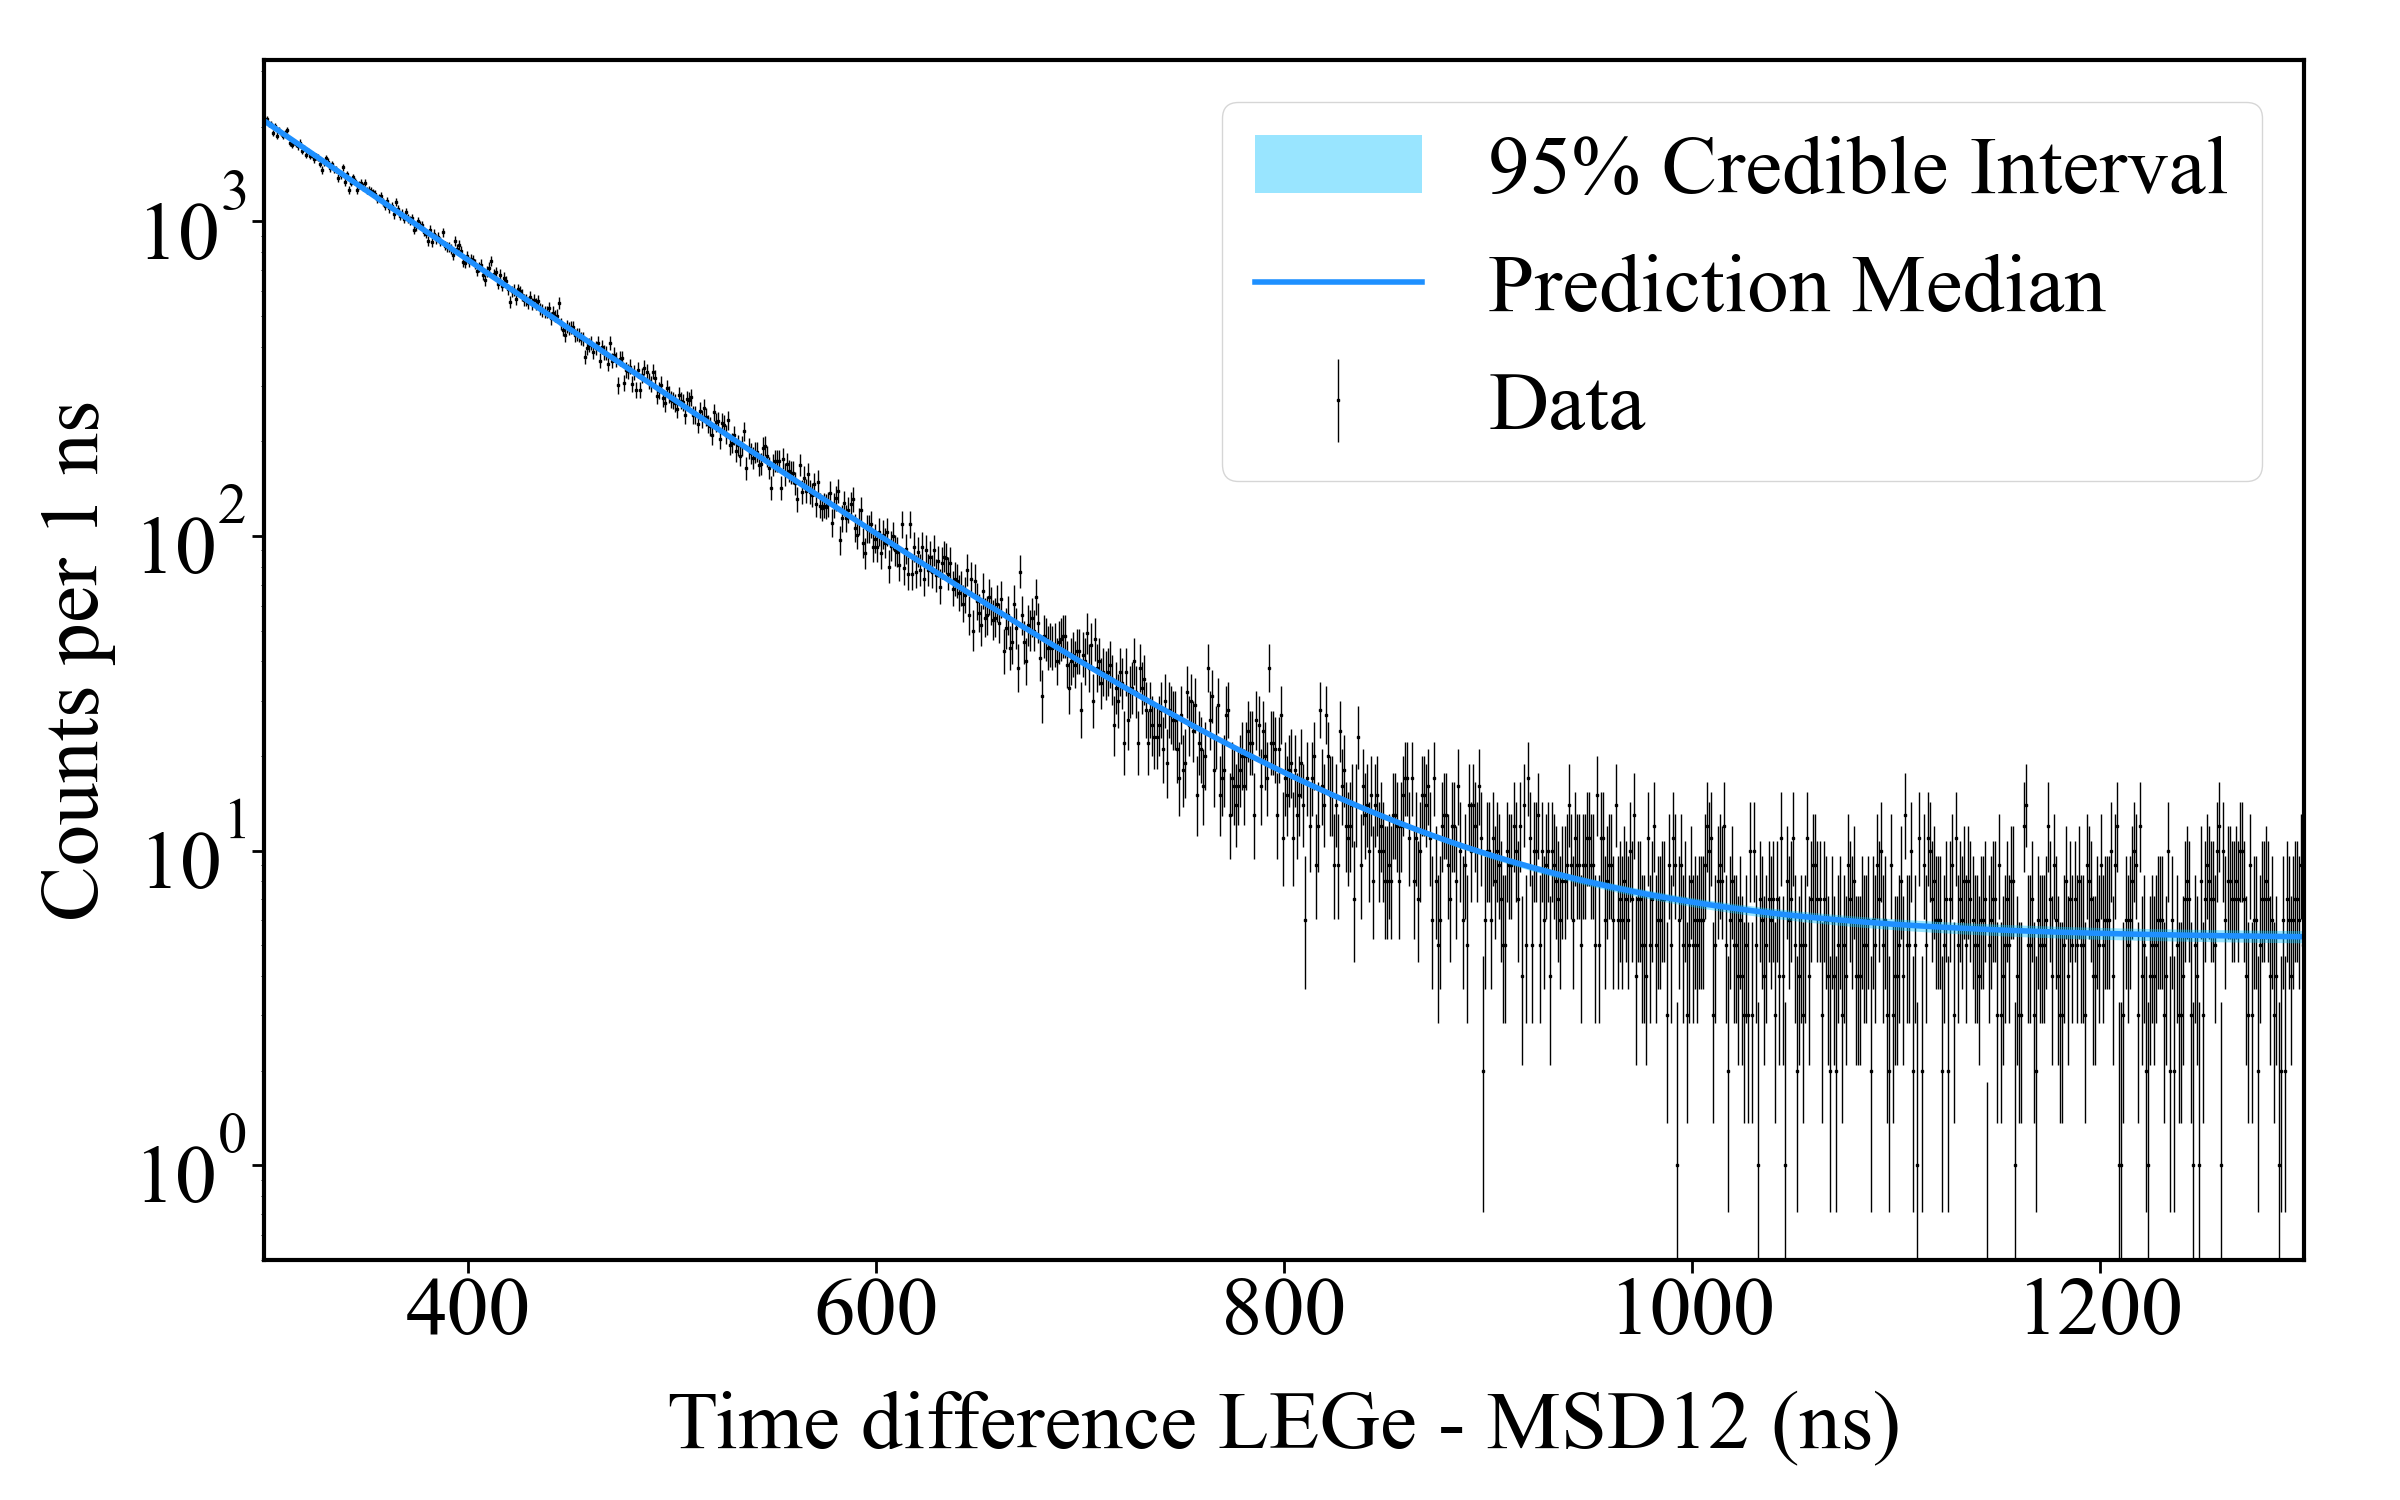 95% Credible Interval
Prediction Median
Data
Counts per 1 ns
10^3
10^2
10^1
10^0
400 600 800 1000 1200
Time difference LEGe - MSD12 (ns)